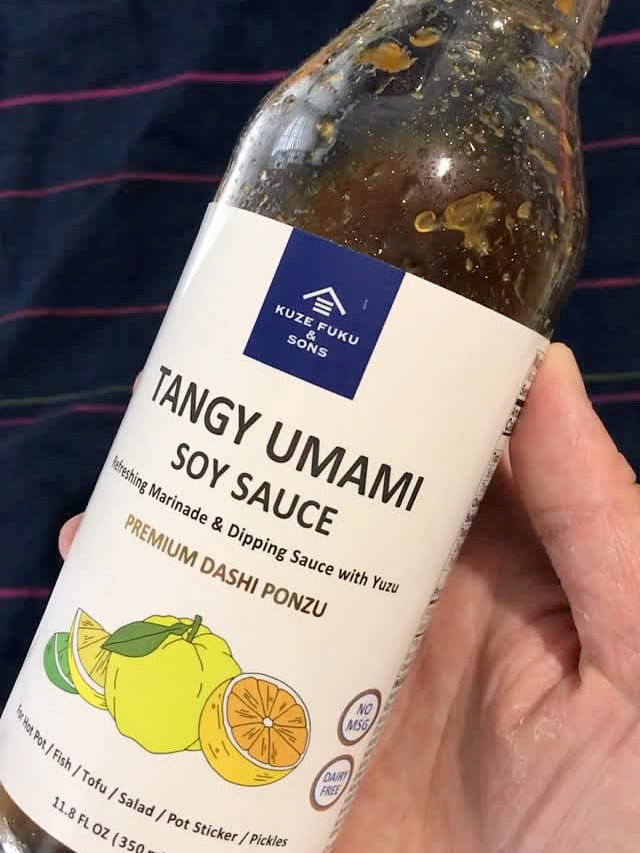 KUZE FUKU
&
SONS
TANGY UMAMI
SOY SAUCE
Refreshing Marinade & Dipping Sauce with Yuzu
PREMIUM DASHI PONZU
NO
MSG
DAIRY
FREE
For Hot Pot / Fish / Tofu / Salad / Pot Sticker / Pickles
11.8 FL OZ (350